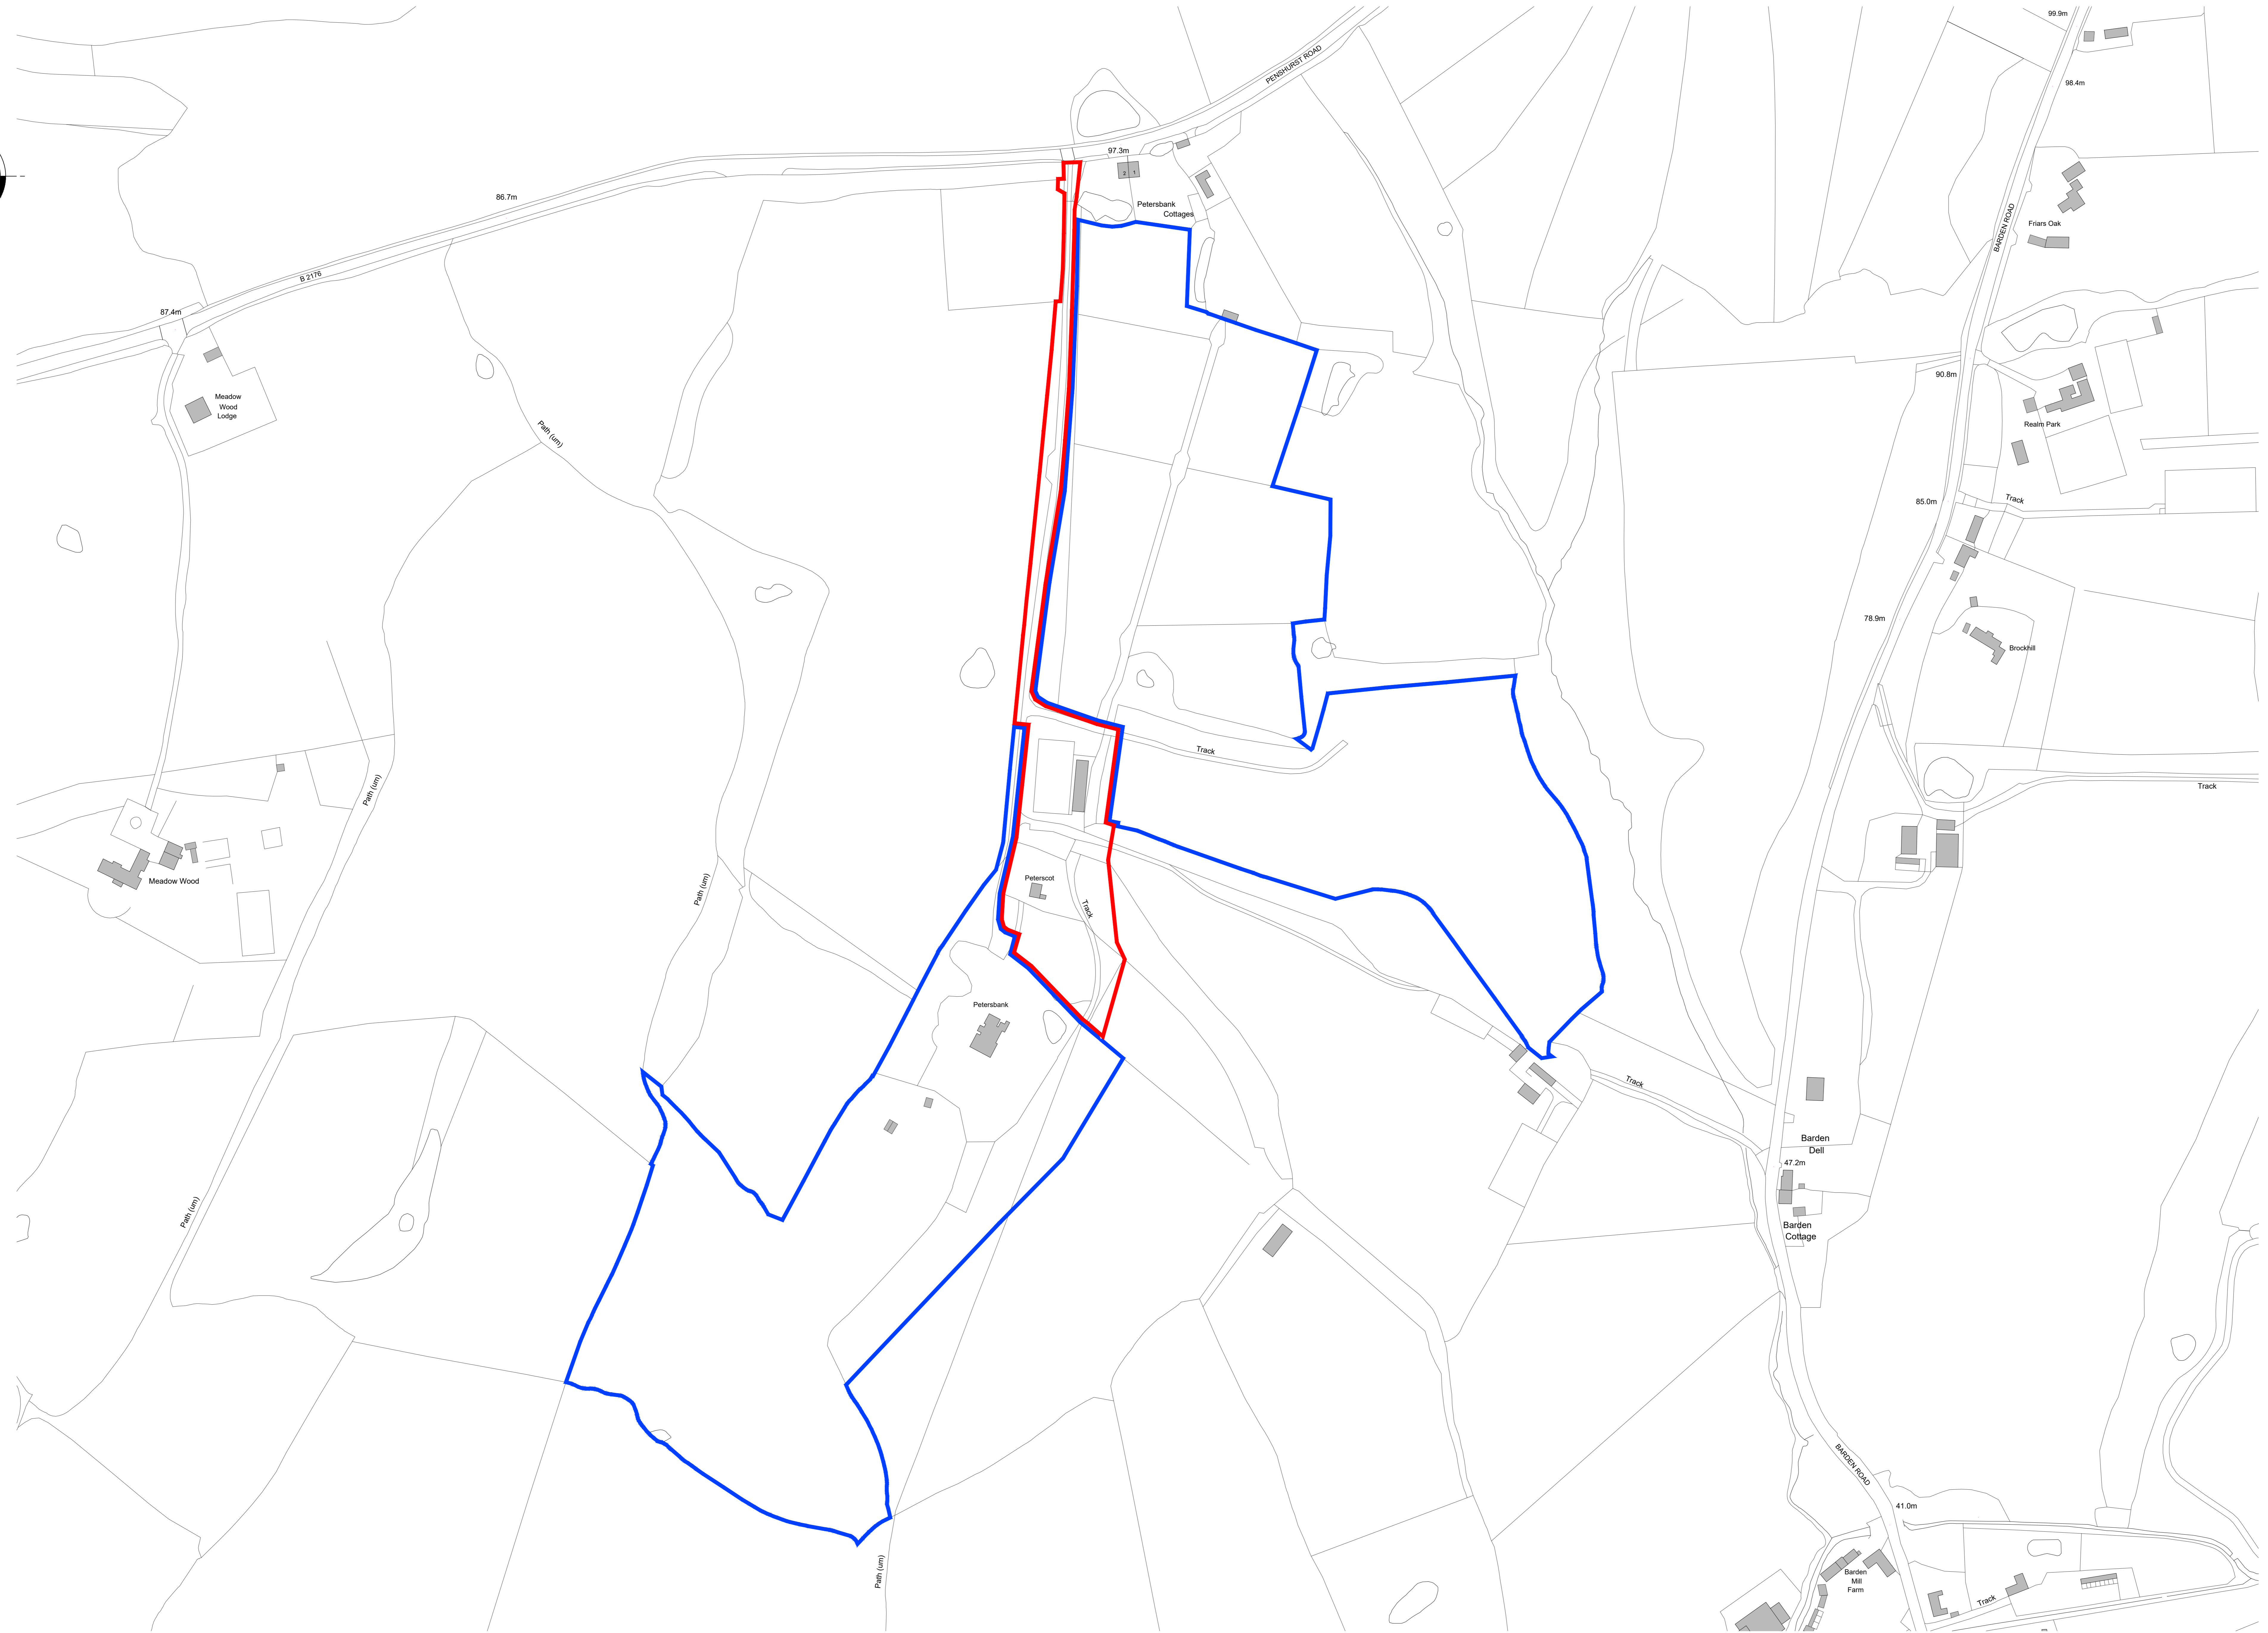 99.9m
PENSHURST ROAD
98.4m
97.3m
2 1
86.7m
Petersbank
Cottages
BARDEN ROAD
Friars Oak
B 2176
87.4m
90.8m
Meadow
Wood
Lodge
Realm Park
Path (um)
85.0m
Track
78.9m
Brockhill
Track
Path (um)
Track
Meadow Wood
Peterscot
Path (um)
Track
Petersbank
Track
Barden
Dell
47.2m
Path (um)
Barden
Cottage
BARDEN ROAD
41.0m
Path (um)
Barden
Mill
Farm
Track